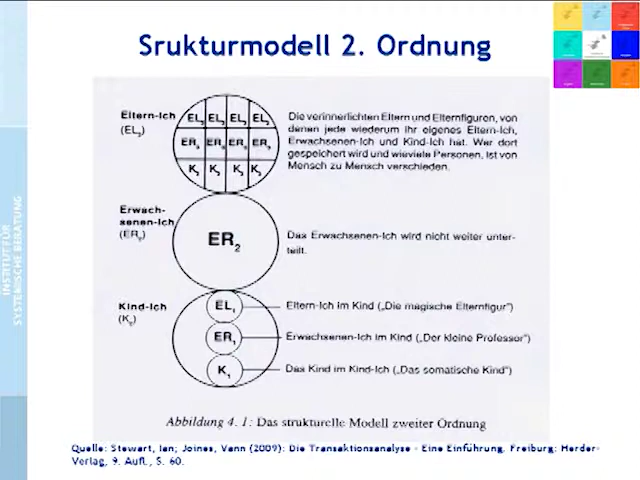 Srukturmodell 2. Ordnung
INSTITUT FÜR
SYSTEMISCHE BERATUNG
Eltern-Ich
(EL₂)
EL₃ EL₃ EL₃ EL₃
ER₃ ER₃ ER₃ ER₃
K₃ K₃ K₃ K₃
Die verinnerlichten Eltern und Elternfiguren, von
denen jede wiederum ihr eigenes Eltern-Ich,
Erwachsenen-Ich und Kind-Ich hat. Wer dort
gespeichert wird und wieviele Personen, ist von
Mensch zu Mensch verschieden.
Erwach-
senen-Ich
(ER₂)
ER₂
Das Erwachsenen-Ich wird nicht weiter unter-
teilt.
Kind-Ich
(K₂)
EL₁
Eltern-Ich im Kind („Die magische Elternfigur")
ER₁
Erwachsenen-Ich im Kind („Der kleine Professor")
K₁
Das Kind im Kind-Ich („Das somatische Kind")
Abbildung 4. 1: Das strukturelle Modell zweiter Ordnung
Quelle: Stewart, Ian; Joines, Vann (2009): Die Transaktionsanalyse - Eine Einführung. Freiburg: Herder-
Verlag, 9. Aufl., S. 60.